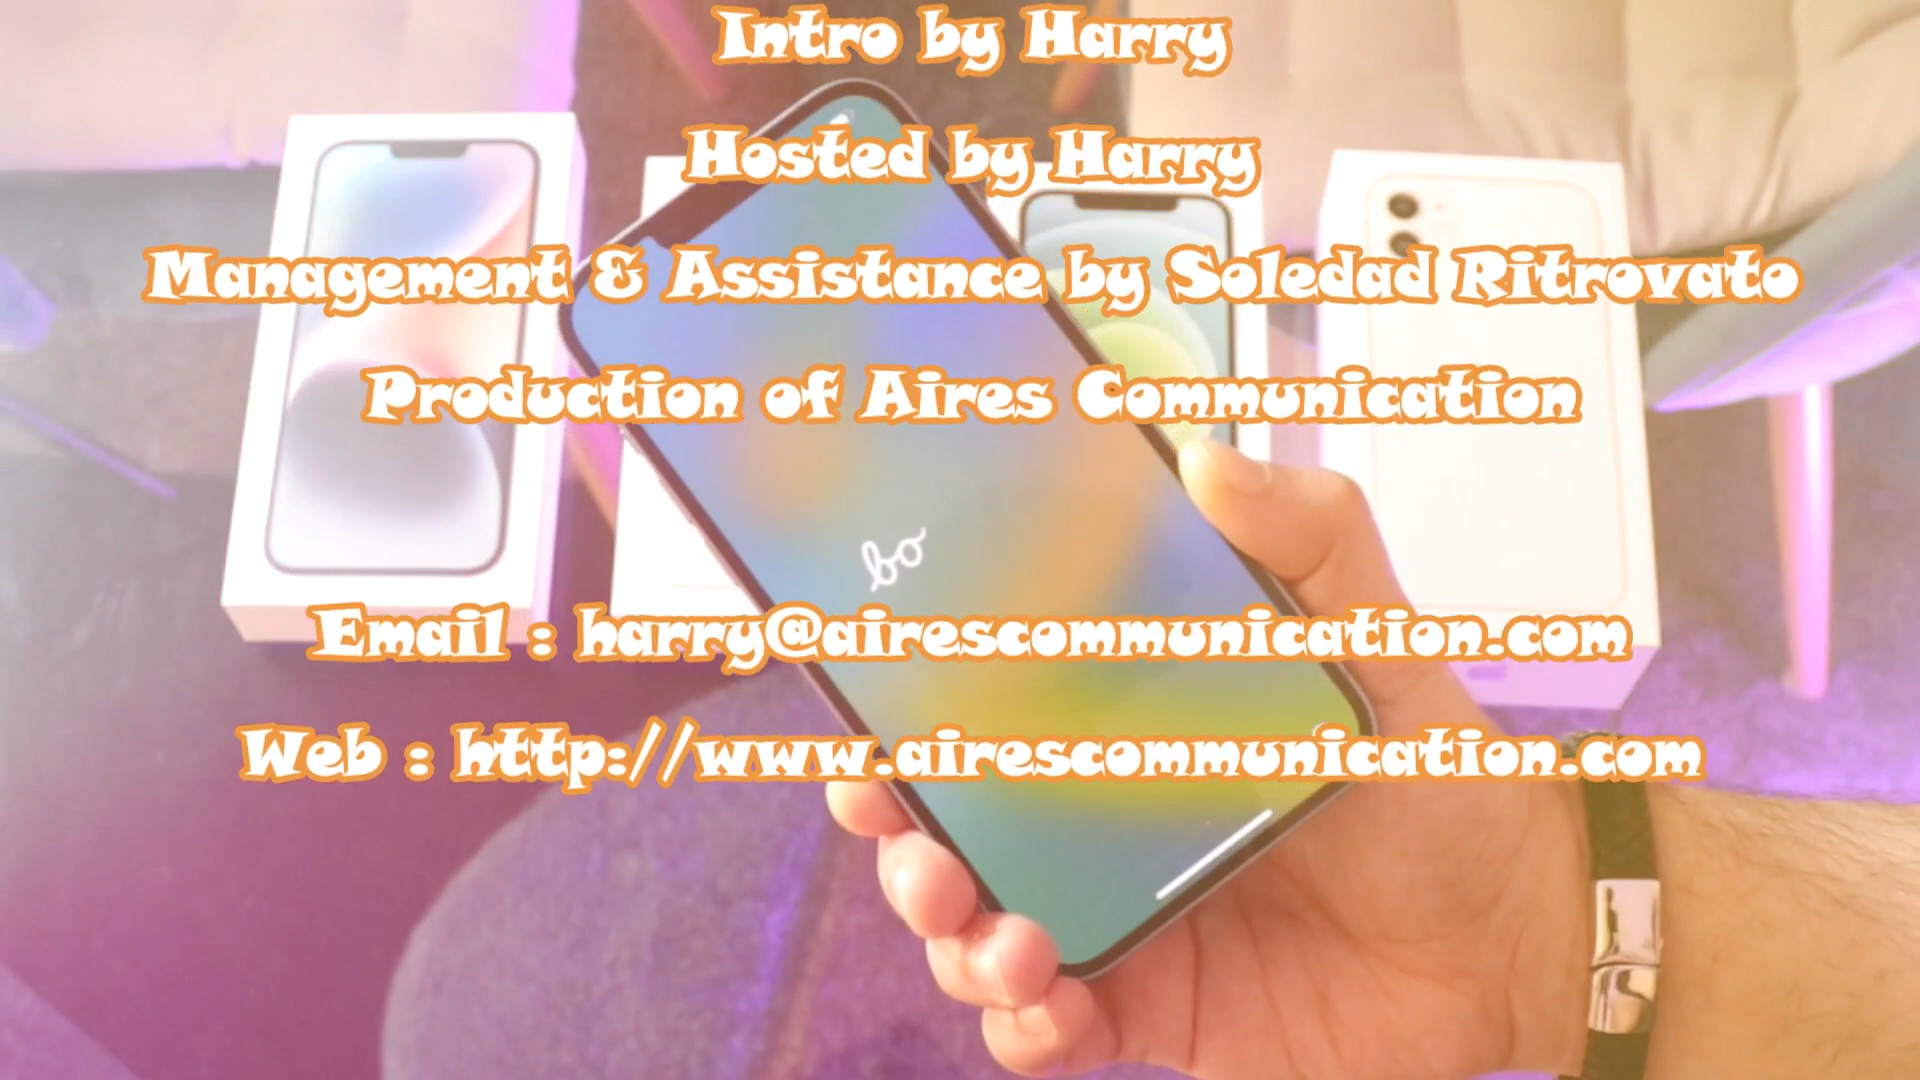 Intro by Harry
Hosted by Harry
Management & Assistance by Soledad Ritrovato
Production of Aires Communication
bo
Email : harry@airescommunication.com
Web : http://www.airescommunication.com